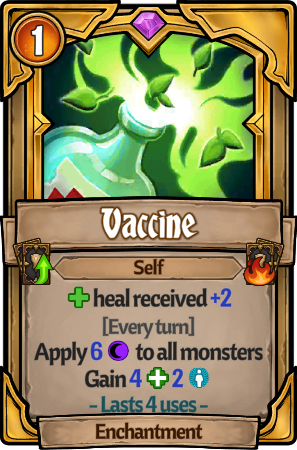 1
Vaccine
Self
heal received +2
[Every turn]
Apply 6 to all monsters
Gain 4 2
- Lasts 4 uses -
Enchantment